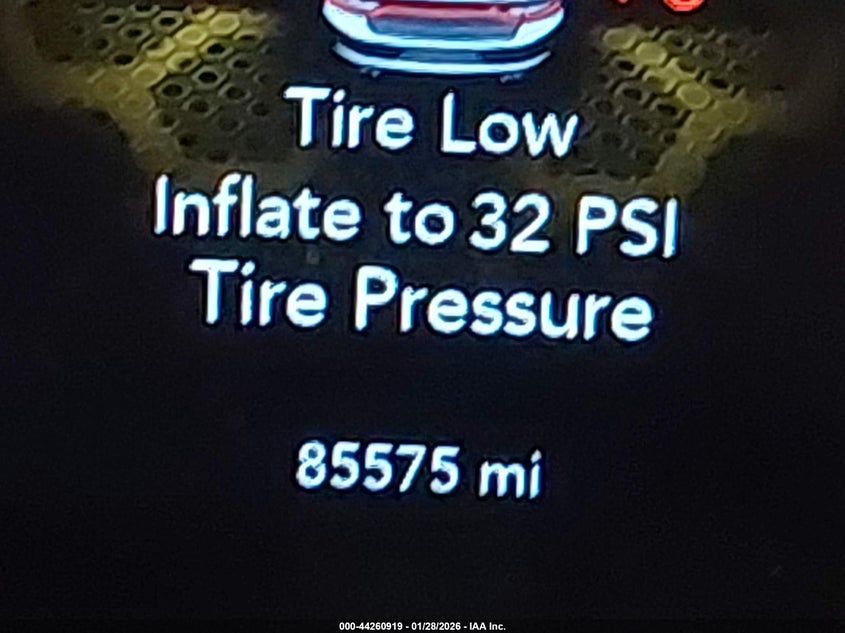 Tire Low
Inflate to 32 PSI
Tire Pressure
85575 mi
000-44260919 - 01/28/2026 - IAA Inc.